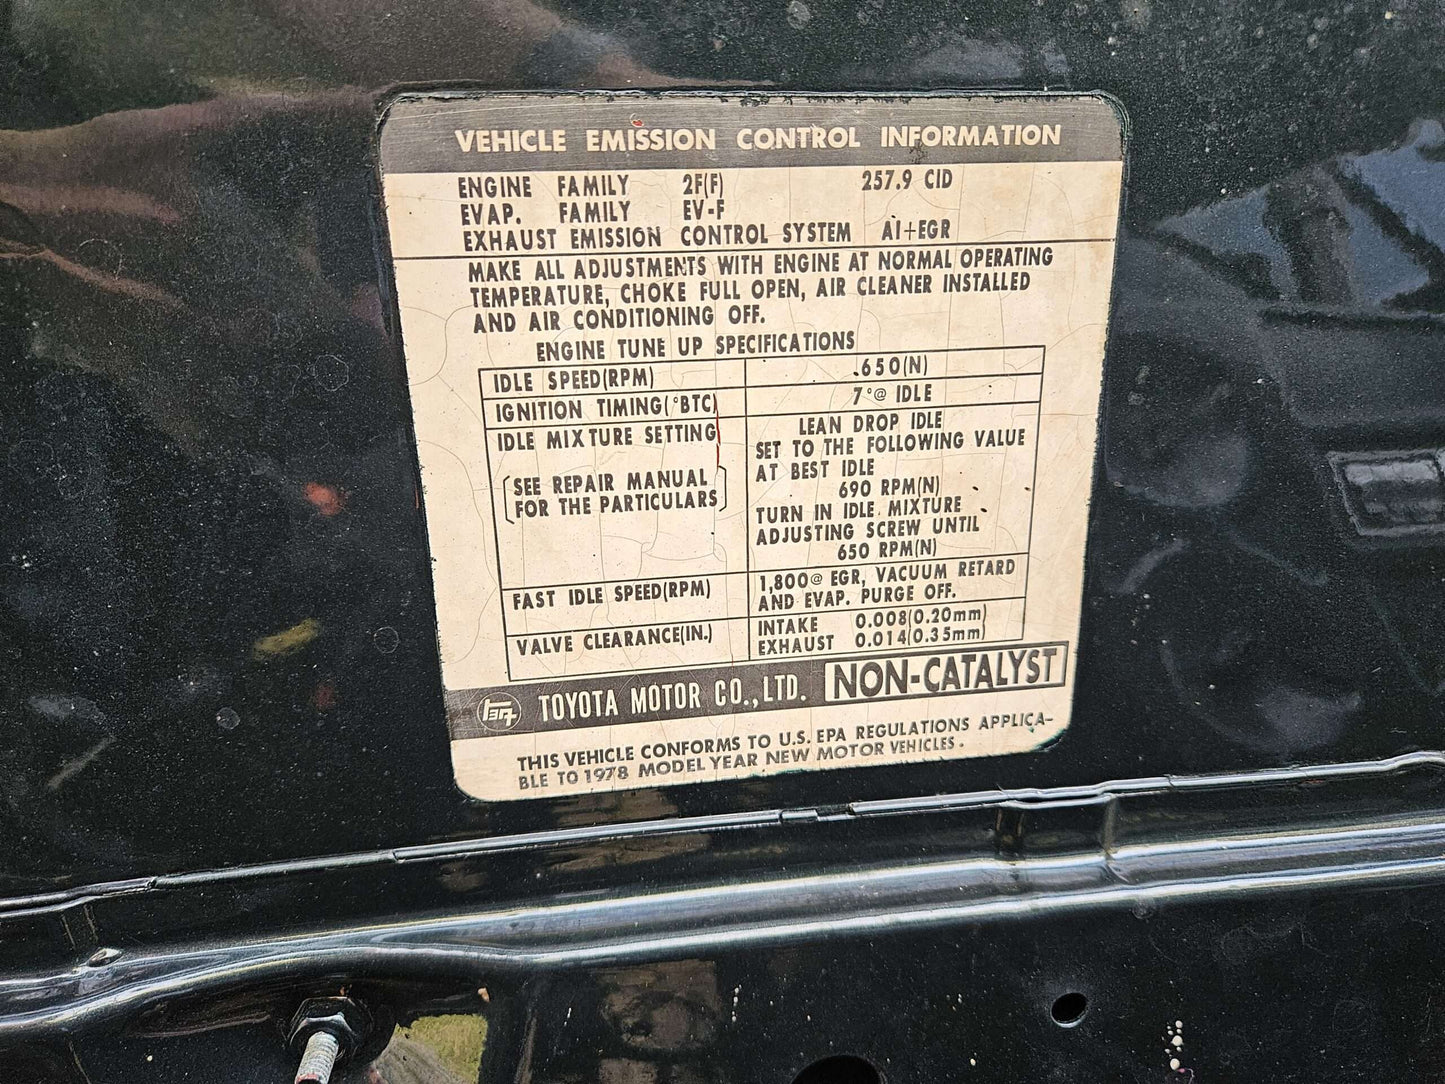 VEHICLE EMISSION CONTROL INFORMATION
ENGINE FAMILY 2F(F) 257.9 CID
EVAP. FAMILY EV-F
EXHAUST EMISSION CONTROL SYSTEM AI+EGR
MAKE ALL ADJUSTMENTS WITH ENGINE AT NORMAL OPERATING
TEMPERATURE, CHOKE FULL OPEN, AIR CLEANER INSTALLED
AND AIR CONDITIONING OFF.
ENGINE TUNE UP SPECIFICATIONS
IDLE SPEED(RPM) 650(N)
IGNITION TIMING(°BTC) 7°@ IDLE
IDLE MIXTURE SETTING
(SEE REPAIR MANUAL
FOR THE PARTICULARS)
LEAN DROP IDLE
SET TO THE FOLLOWING VALUE
AT BEST IDLE
690 RPM(N)
TURN IN IDLE MIXTURE
ADJUSTING SCREW UNTIL
650 RPM(N)
FAST IDLE SPEED(RPM)
1,800@ EGR, VACUUM RETARD
AND EVAP. PURGE OFF.
VALVE CLEARANCE(IN.)
INTAKE 0.008(0.20mm)
EXHAUST 0.014(0.35mm)
TEQ TOYOTA MOTOR CO.,LTD. NON-CATALYST
THIS VEHICLE CONFORMS TO U.S. EPA REGULATIONS APPLICA-
BLE TO 1978 MODEL YEAR NEW MOTOR VEHICLES.